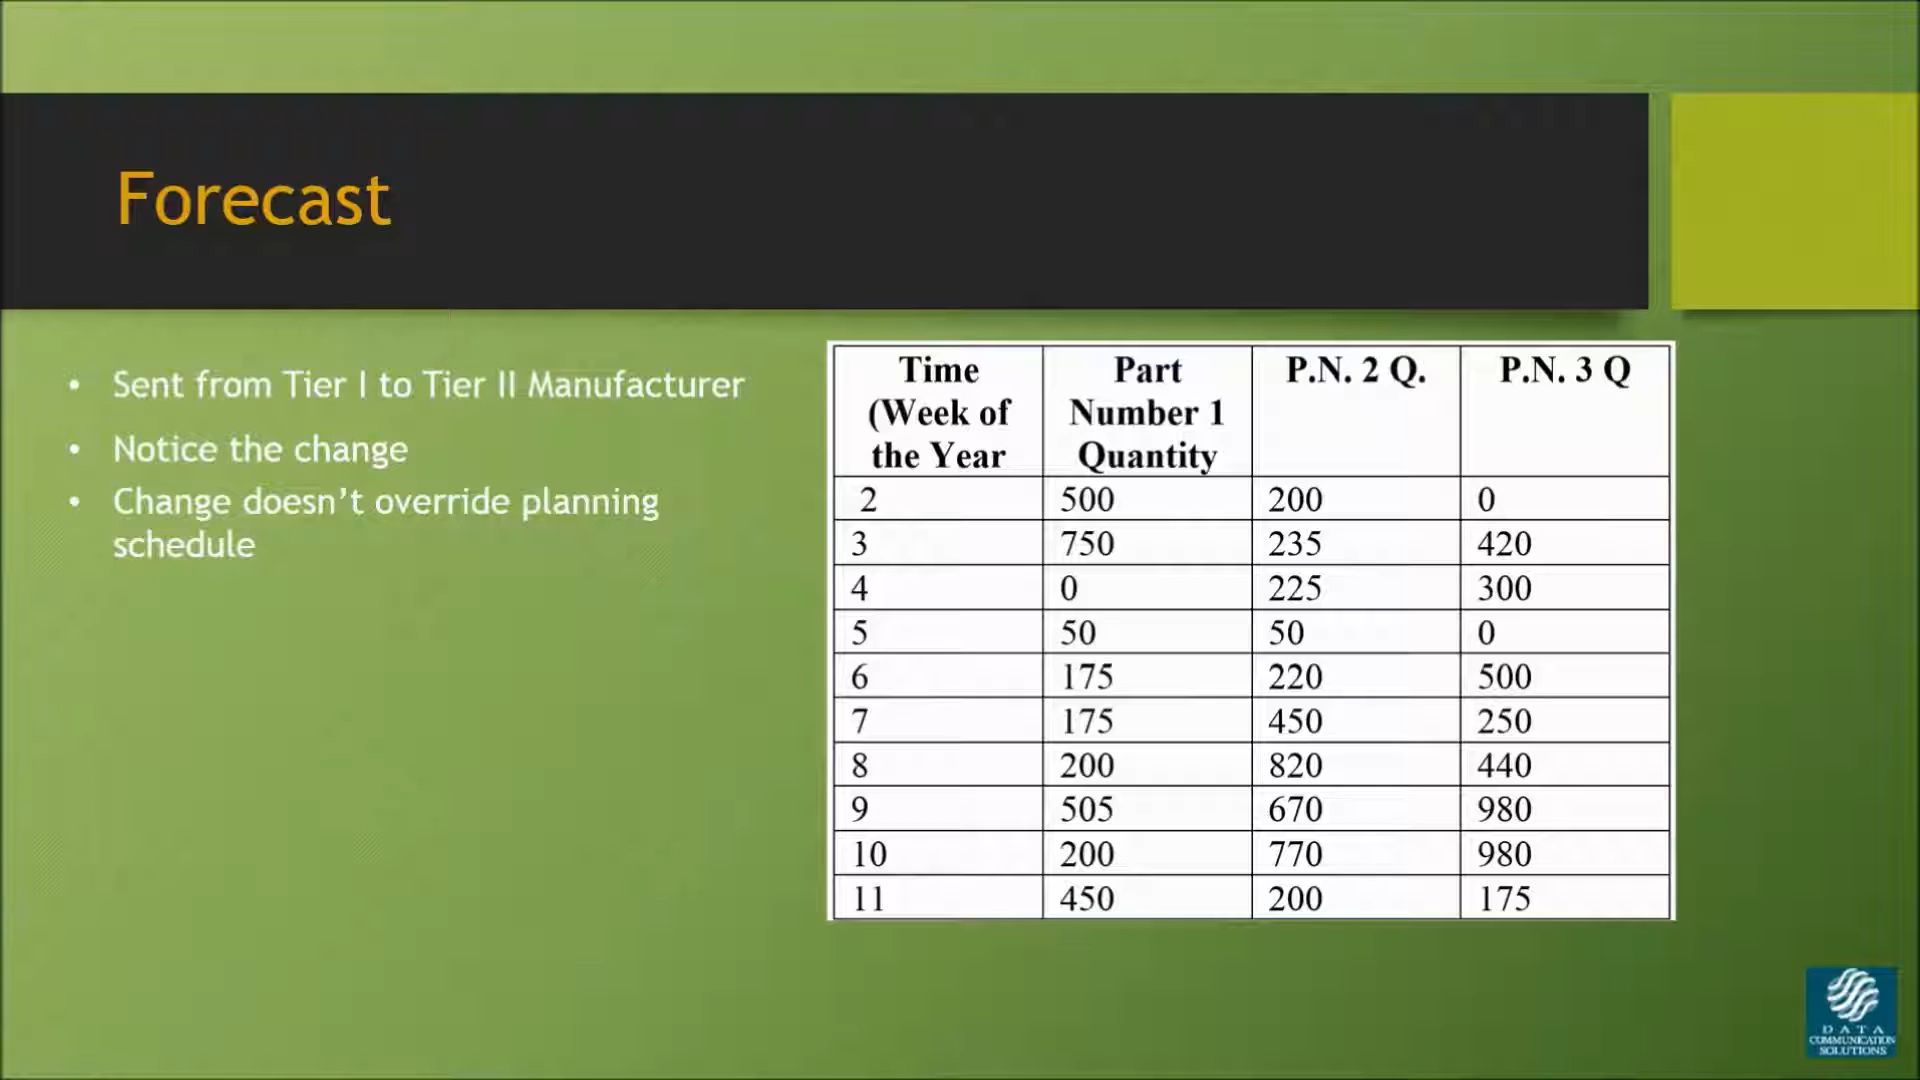 Forecast
• Sent from Tier I to Tier II Manufacturer
• Notice the change
• Change doesn’t override planning
schedule
Time (Week of the Year Part Number 1 Quantity P.N. 2 Q. P.N. 3 Q
2 500 200 0
3 750 235 420
4 0 225 300
5 50 50 0
6 175 220 500
7 175 450 250
8 200 820 440
9 505 670 980
10 200 770 980
11 450 200 175
DATA
COMMUNICATION
SOLUTIONS